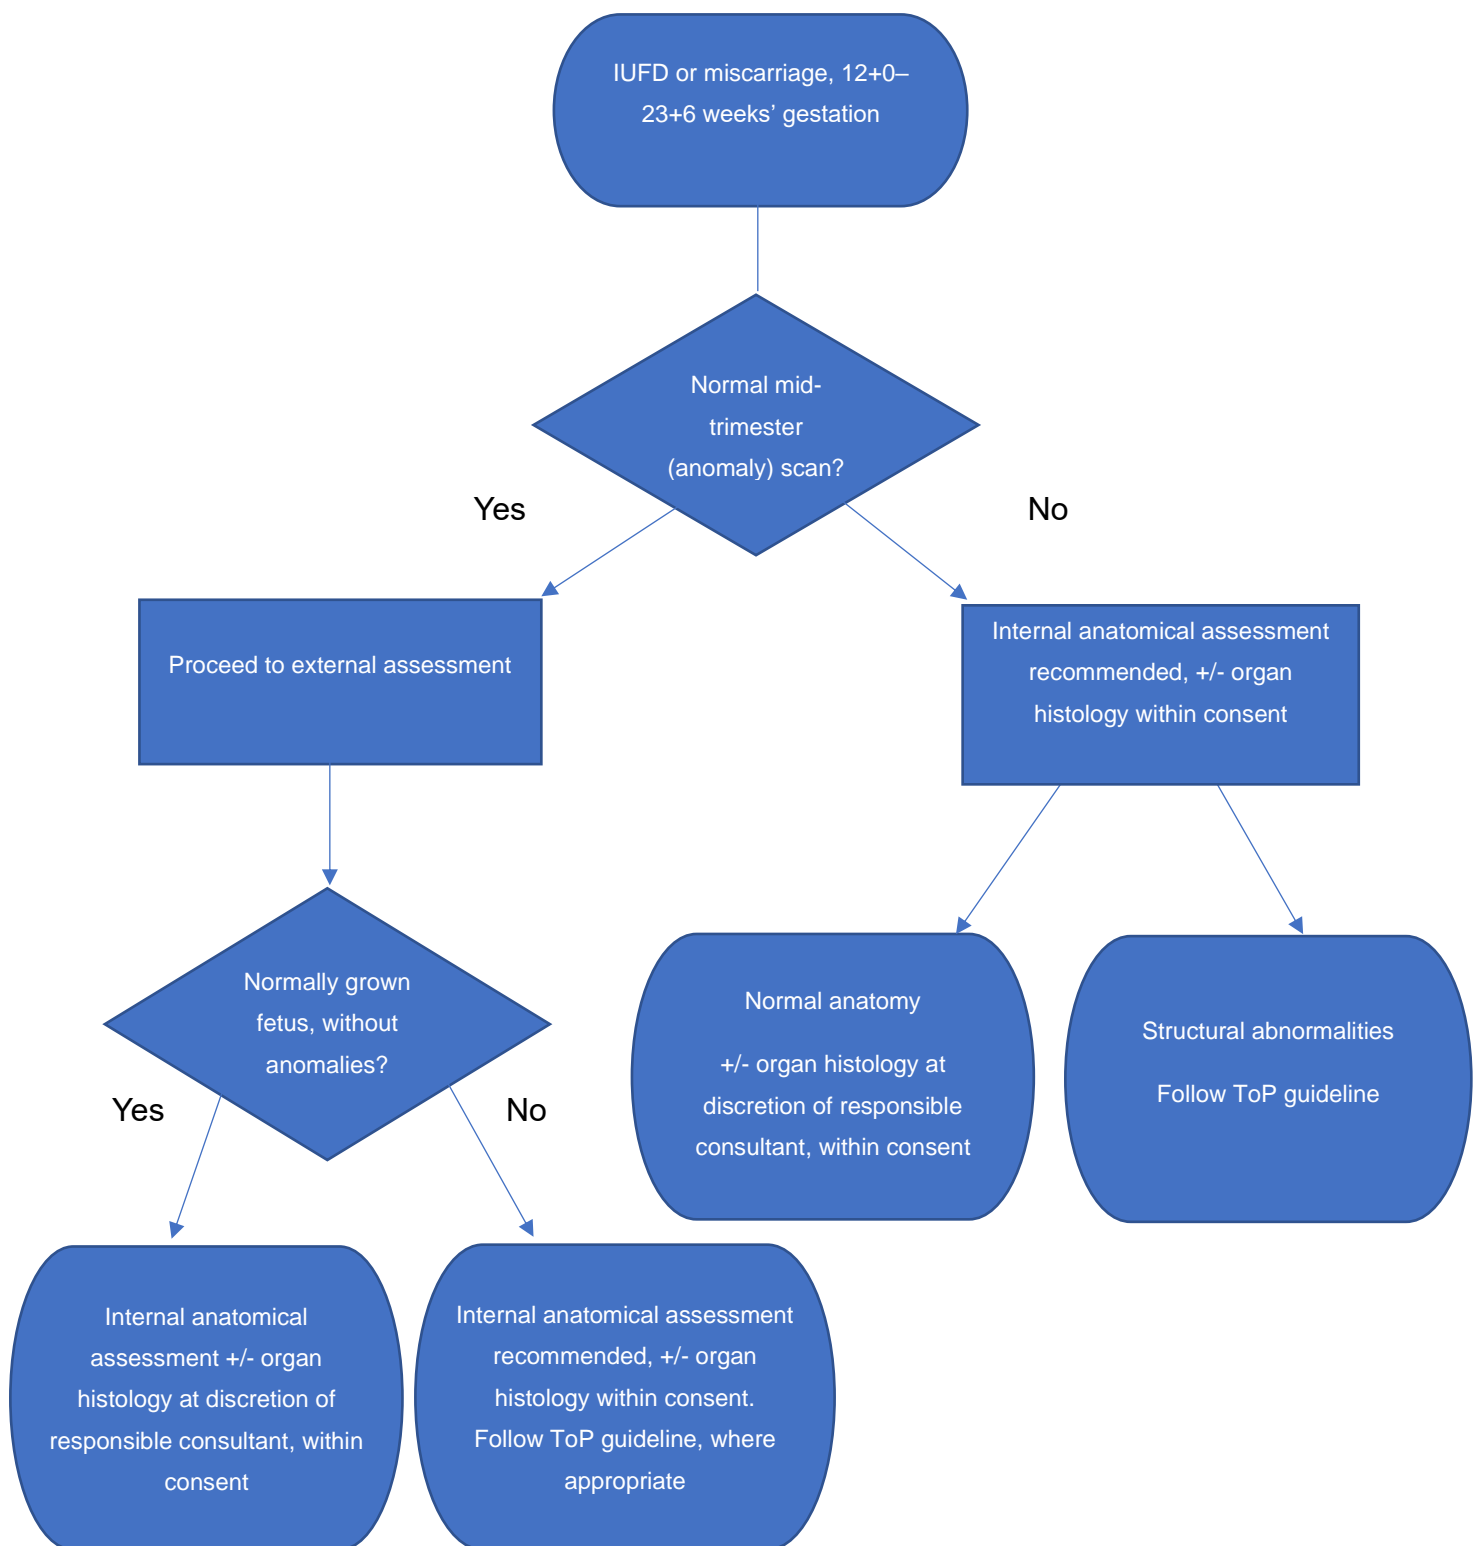 IUFD or miscarriage, 12+0–
23+6 weeks’ gestation
Normal mid-
trimester
(anomaly) scan?
Yes
No
Proceed to external assessment
Internal anatomical assessment
recommended, +/- organ
histology within consent
Normally grown
fetus, without
anomalies?
Yes
No
Normal anatomy
+/- organ histology at
discretion of responsible
consultant, within consent
Structural abnormalities
Follow ToP guideline
Internal anatomical
assessment +/- organ
histology at discretion of
responsible consultant, within
consent
Internal anatomical assessment
recommended, +/- organ
histology within consent.
Follow ToP guideline, where
appropriate